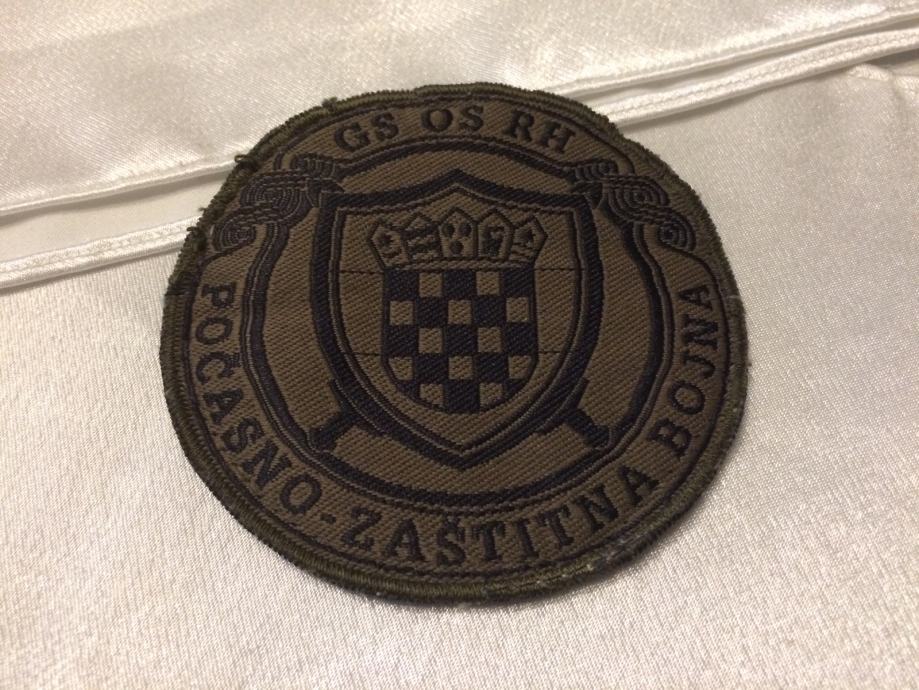 GS OS RH
POČASNO-ZAŠTITNA BOJNA